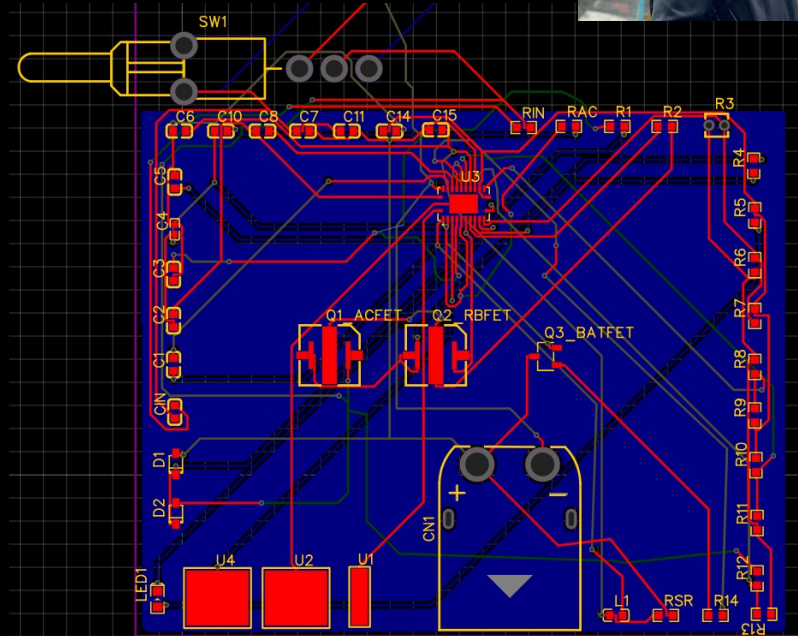 SW1
C6 C10 C8 C7 C11 C14 C15 RIN RAC R1 R2 R3
R4
C5 U3
R5
C4
R6
C3
R7
C2 Q1_ACFET Q2_RBFET Q3_BATFET
C1 R8
CIN R9
D1 R10
+ −
D2 CN1 R11
U4 U2 U1 R12
LED1 L1 RSR R14 R13